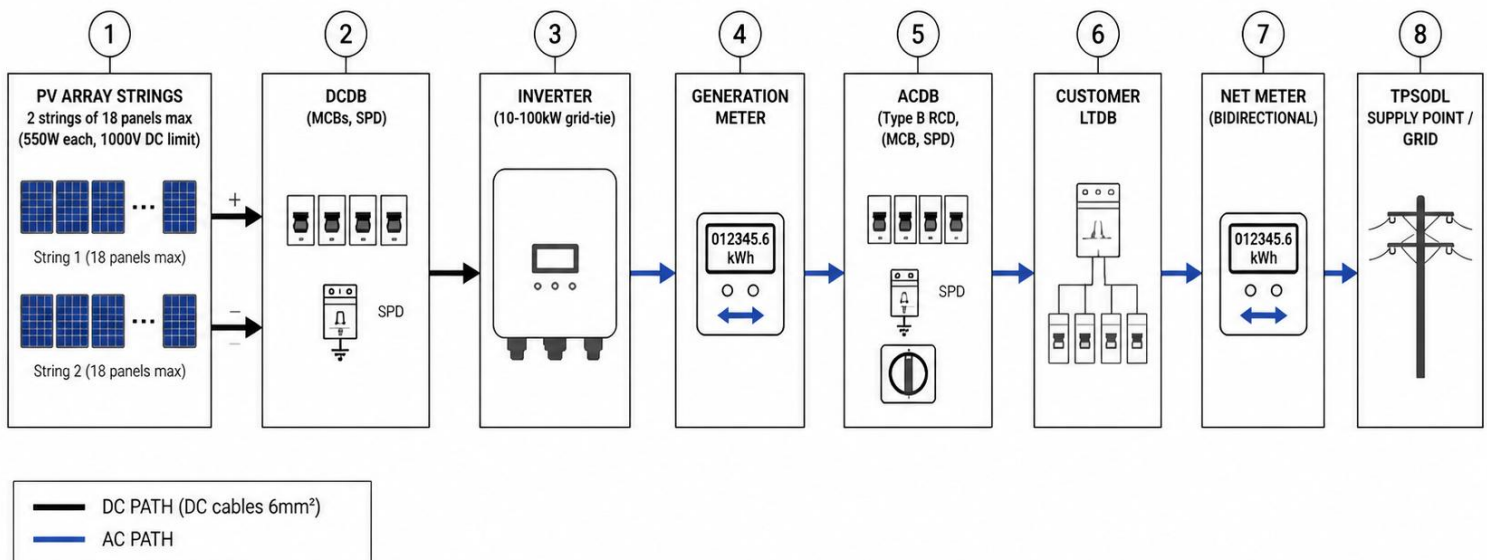 1
PV ARRAY STRINGS
2 strings of 18 panels max
(550W each, 1000V DC limit)
+
String 1 (18 panels max)
–
String 2 (18 panels max)
2
DCDB
(MCBs, SPD)
SPD
3
INVERTER
(10-100kW grid-tie)
4
GENERATION
METER
012345.6
kWh
5
ACDB
(Type B RCD,
(MCB, SPD)
SPD
6
CUSTOMER
LTDB
7
NET METER
(BIDIRECTIONAL)
012345.6
kWh
8
TPSODL
SUPPLY POINT /
GRID
DC PATH (DC cables 6mm²)
AC PATH